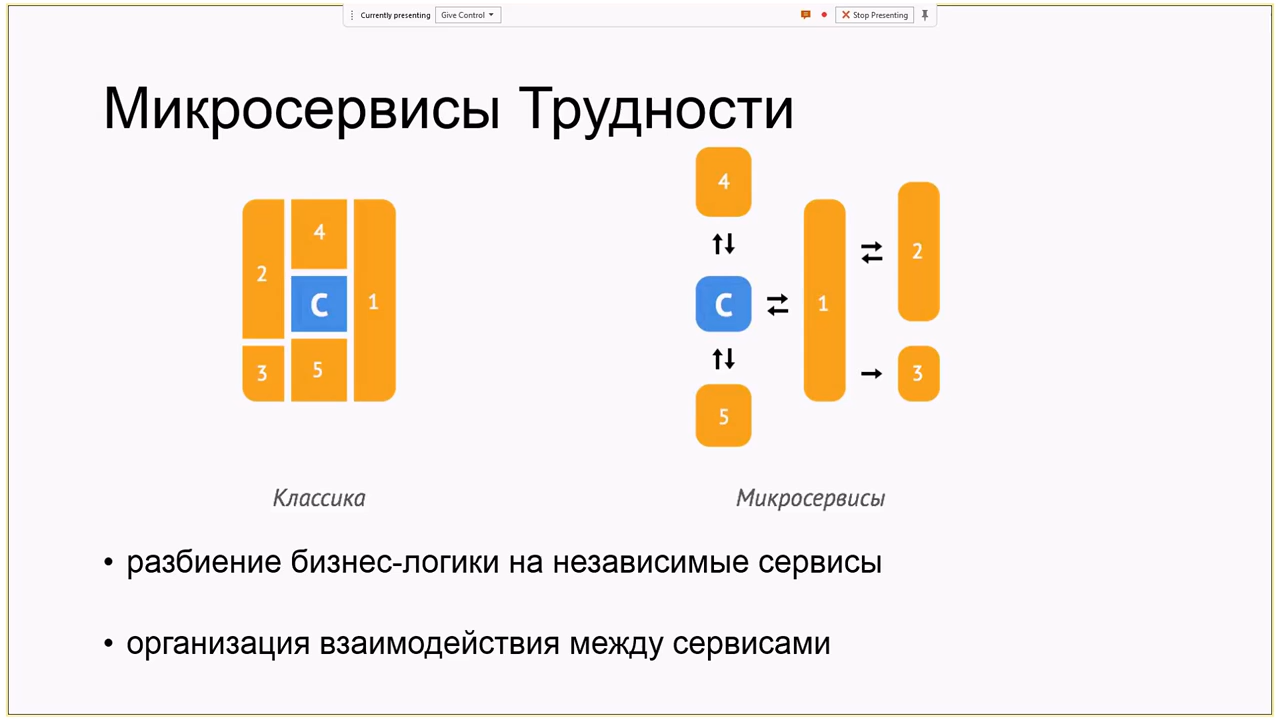 Currently presenting Give Control Stop Presenting
Микросервисы Трудности
2 4 C 1 3 5
4 C 5 1 2 3
Классика
Микросервисы
• разбиение бизнес-логики на независимые сервисы
• организация взаимодействия между сервисами